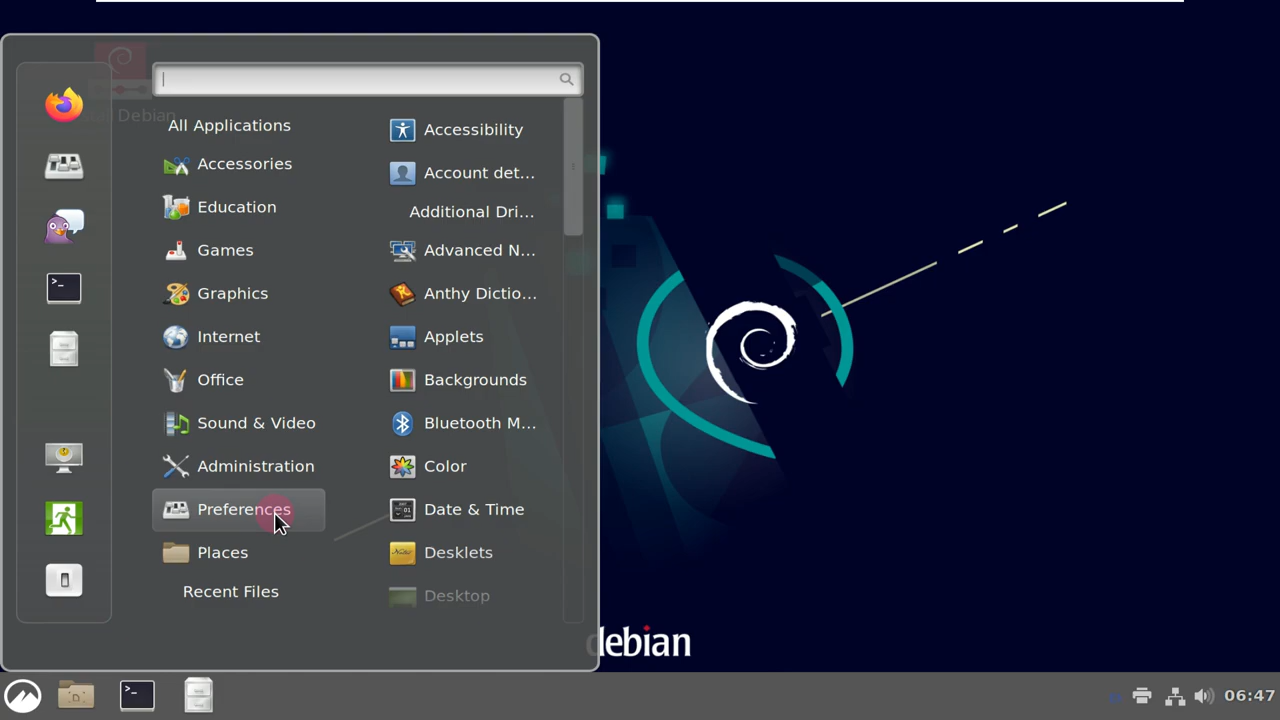 All Applications
Accessories
Education
Games
Graphics
Internet
Office
Sound & Video
Administration
Preferences
Places
Recent Files
Accessibility
Account det...
Additional Dri...
Advanced N...
Anthy Dictio...
Applets
Backgrounds
Bluetooth M...
Color
Date & Time
Desklets
Desktop
Debian
debian
06:47